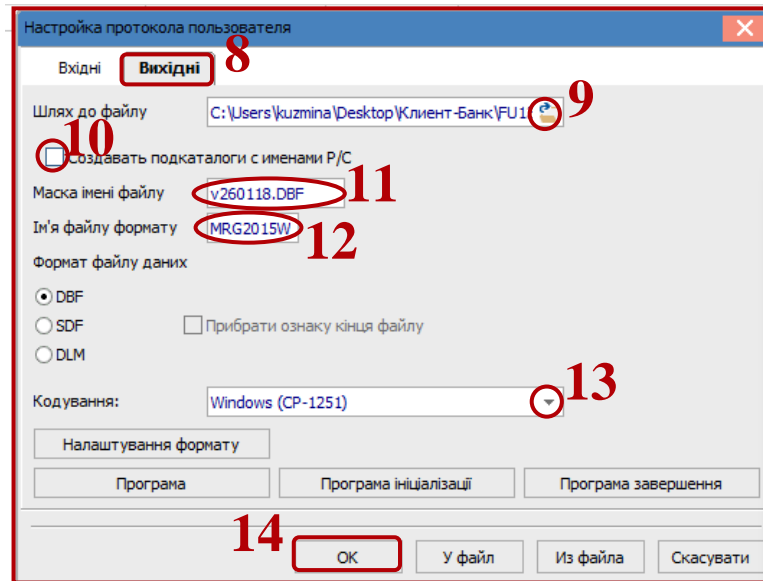 Настройка протокола пользователя
Вхідні Вихідні 8
Шлях до файлу C:\Users\kuzmina\Desktop\Клиент-Банк\FU1 9
10 Создавать подкаталоги с именами Р/С
Маска імені файлу v260118.DBF 11
Ім'я файлу формату MRG2015W 12
Формат файлу даних
DBF
SDF Прибрати ознаку кінця файлу
DLM
Кодування: Windows (CP-1251) 13
Налаштування формату
Програма Програма ініціалізації Програма завершення
14 OK У файл Из файла Скасувати